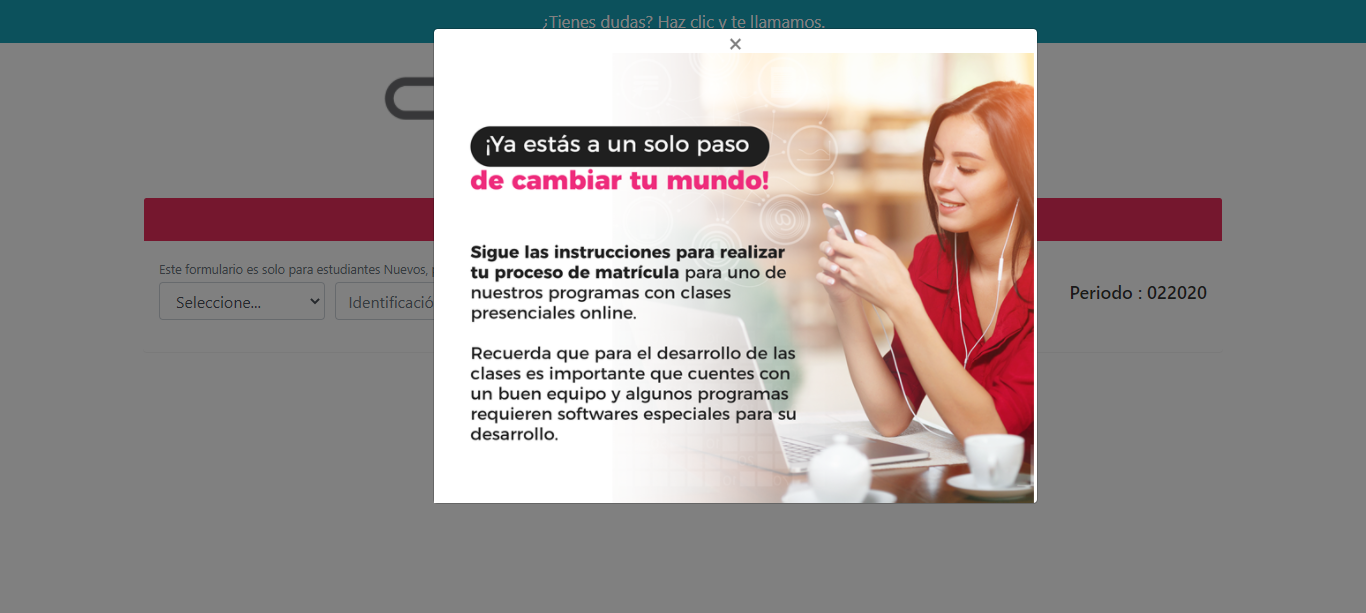 ¿Tienes dudas? Haz clic y te llamamos.
×
¡Ya estás a un solo paso
de cambiar tu mundo!
Sigue las instrucciones para realizar
tu proceso de matrícula para uno de
nuestros programas con clases
presenciales online.
Recuerda que para el desarrollo de las
clases es importante que cuentes con
un buen equipo y algunos programas
requieren softwares especiales para su
desarrollo.
Este formulario es solo para estudiantes Nuevos,
Seleccione...
Periodo : 022020